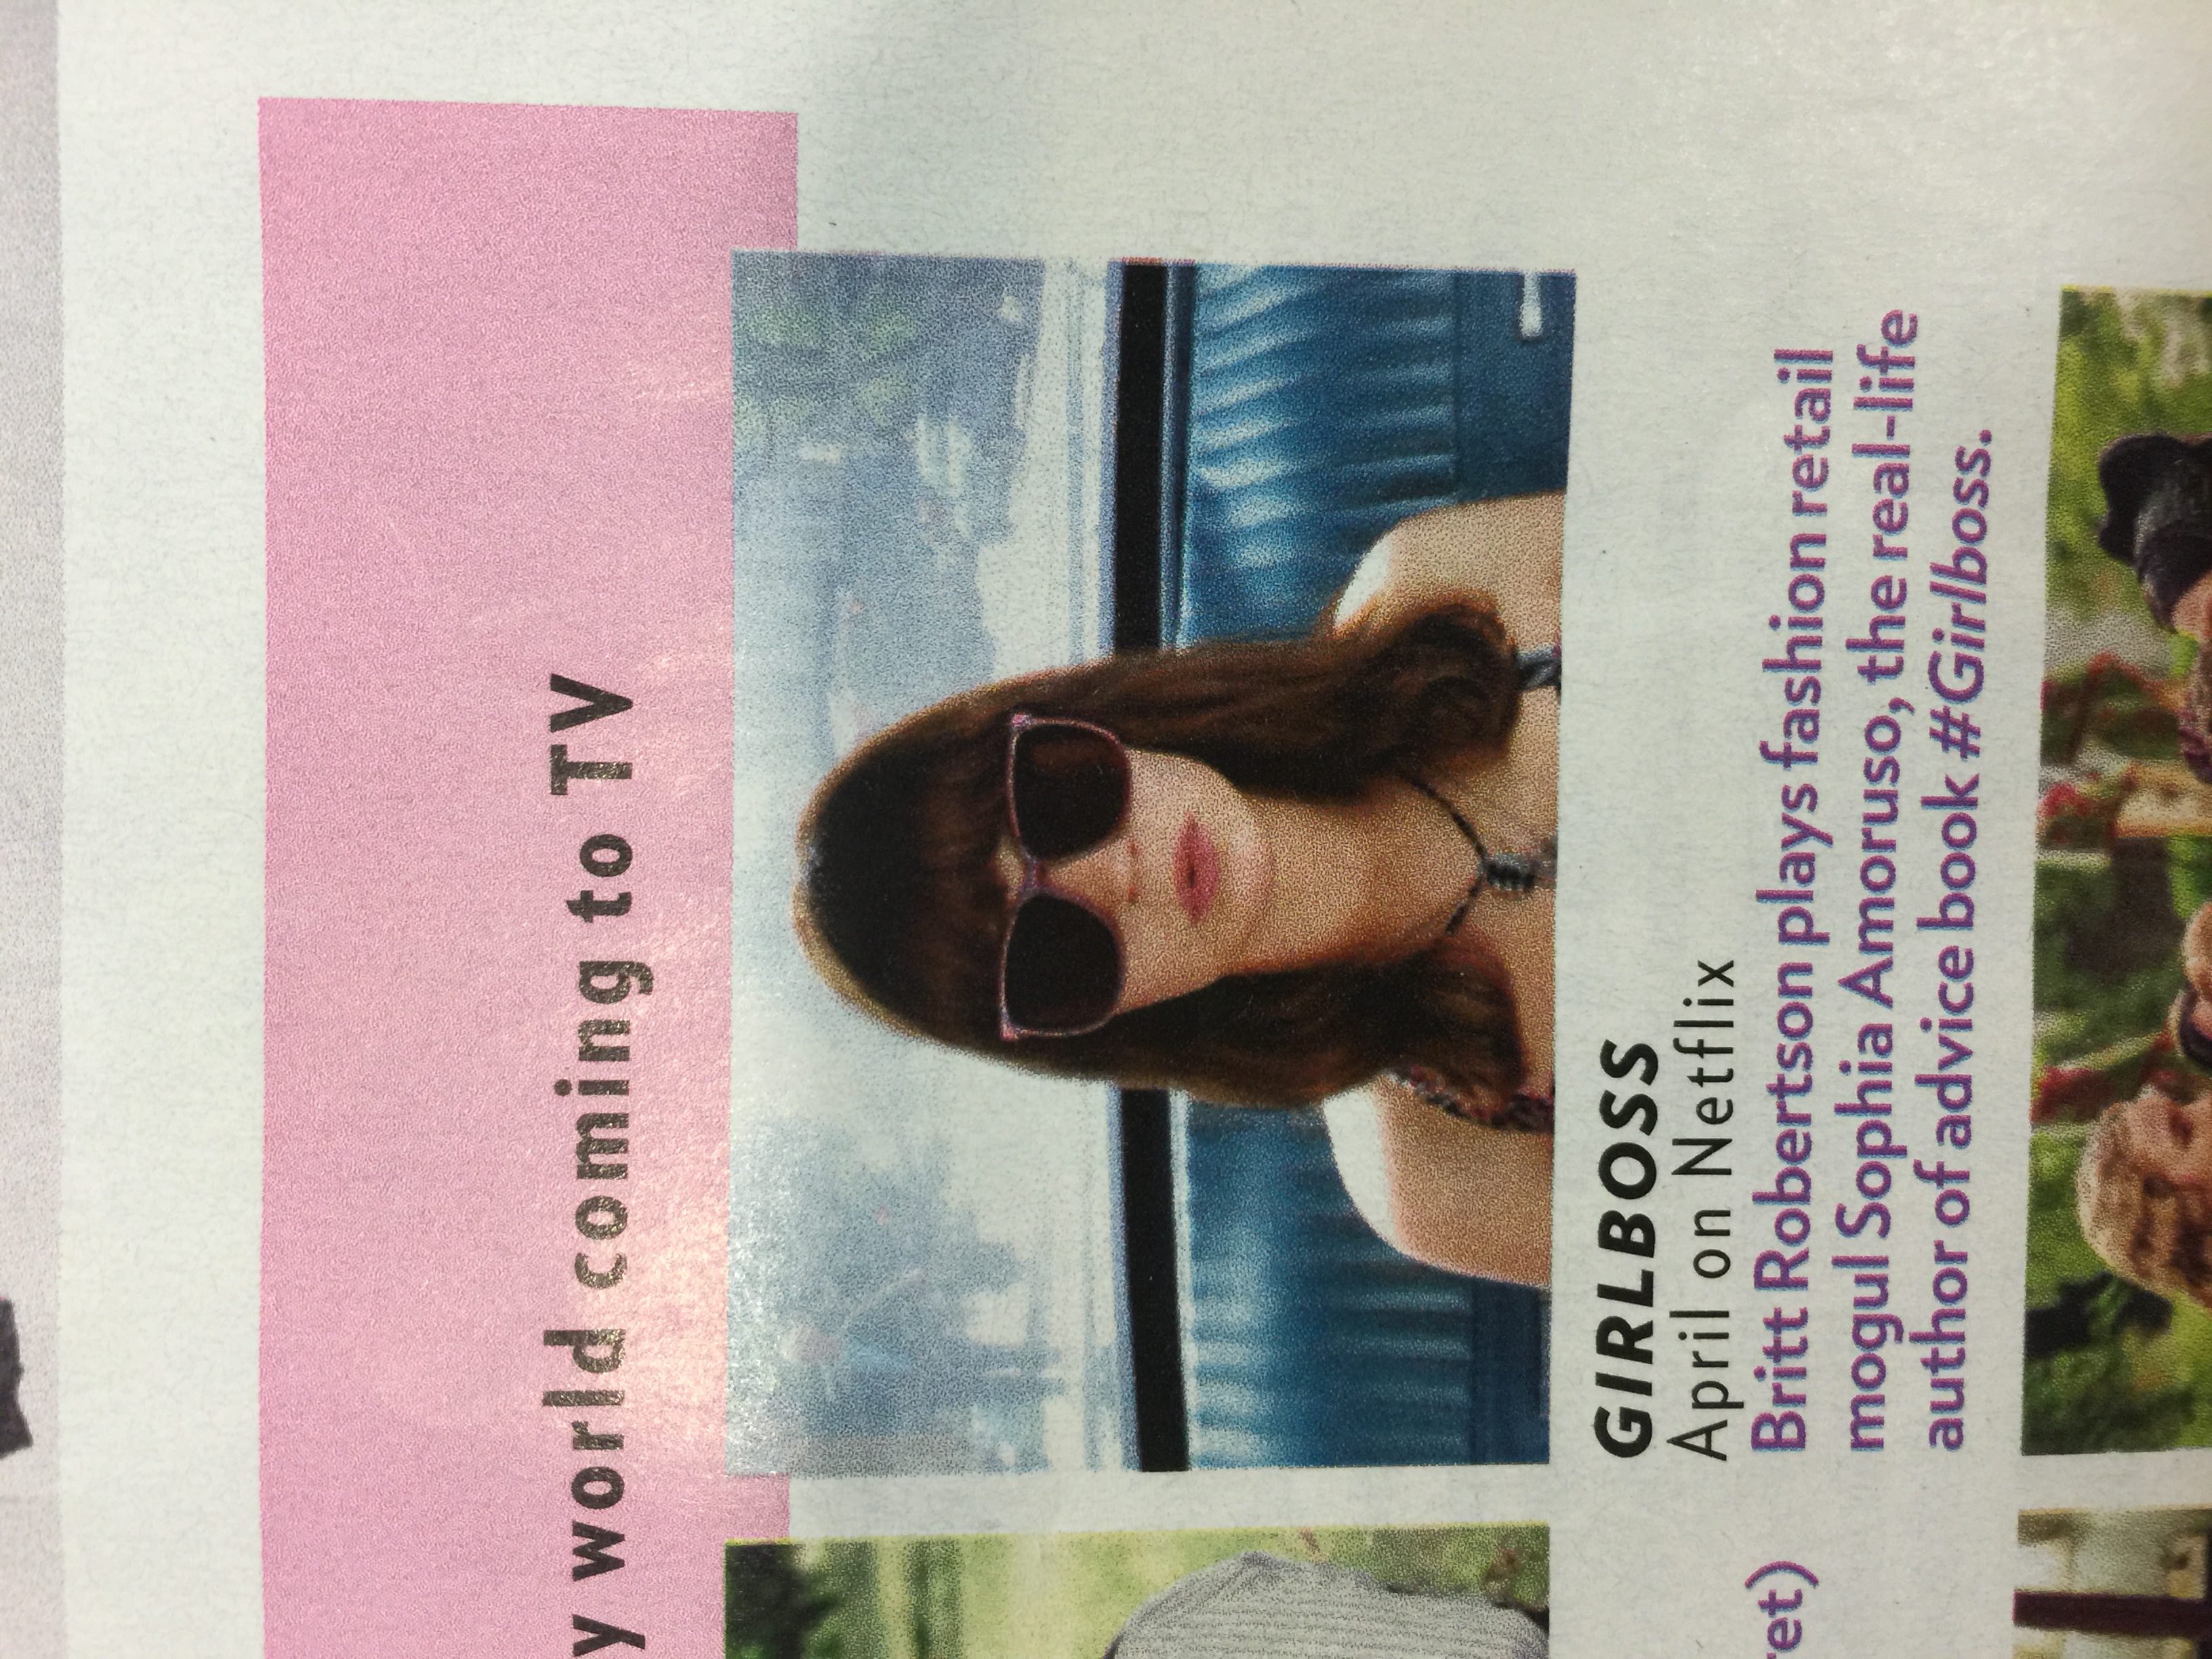 y world coming to TV
GIRLBOSS
April on Netflix
ret)
Britt Robertson plays fashion retail
mogul Sophia Amoruso, the real-life
author of advice book #Girlboss.